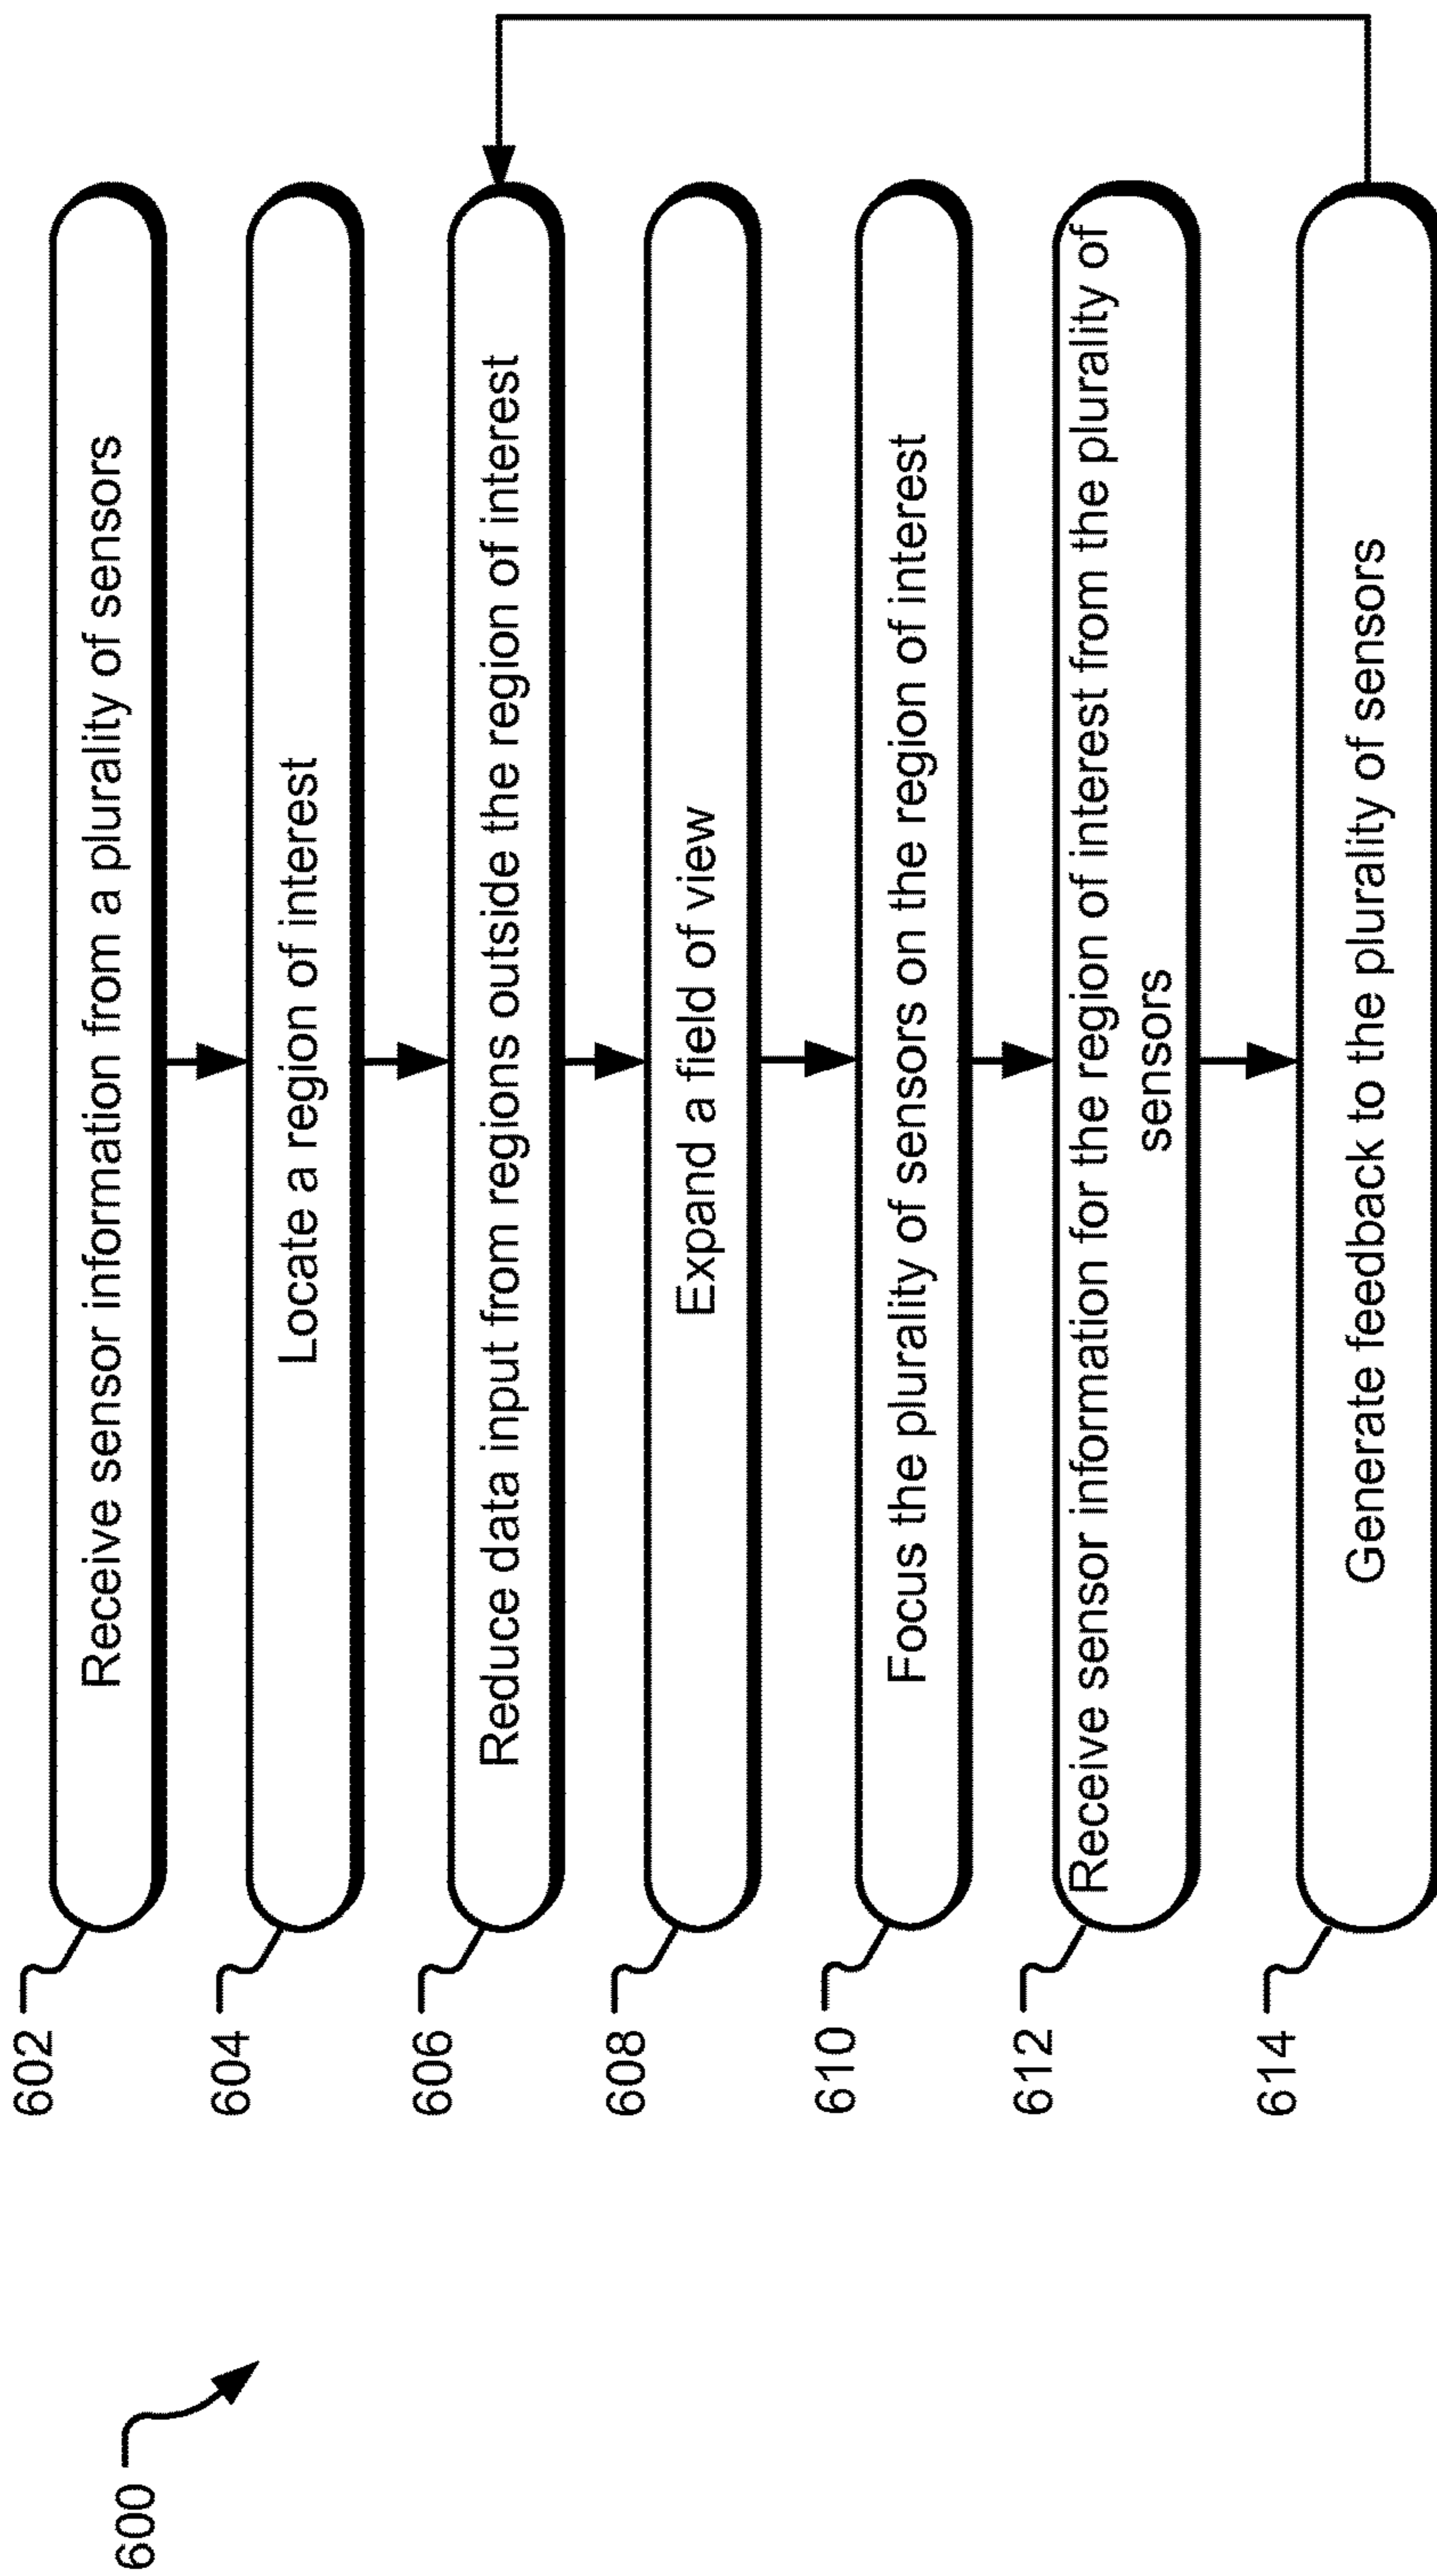 600
602
Receive sensor information from a plurality of sensors
604
Locate a region of interest
606
Reduce data input from regions outside the region of interest
608
Expand a field of view
610
Focus the plurality of sensors on the region of interest
612
Receive sensor information for the region of interest from the plurality of
sensors
614
Generate feedback to the plurality of sensors